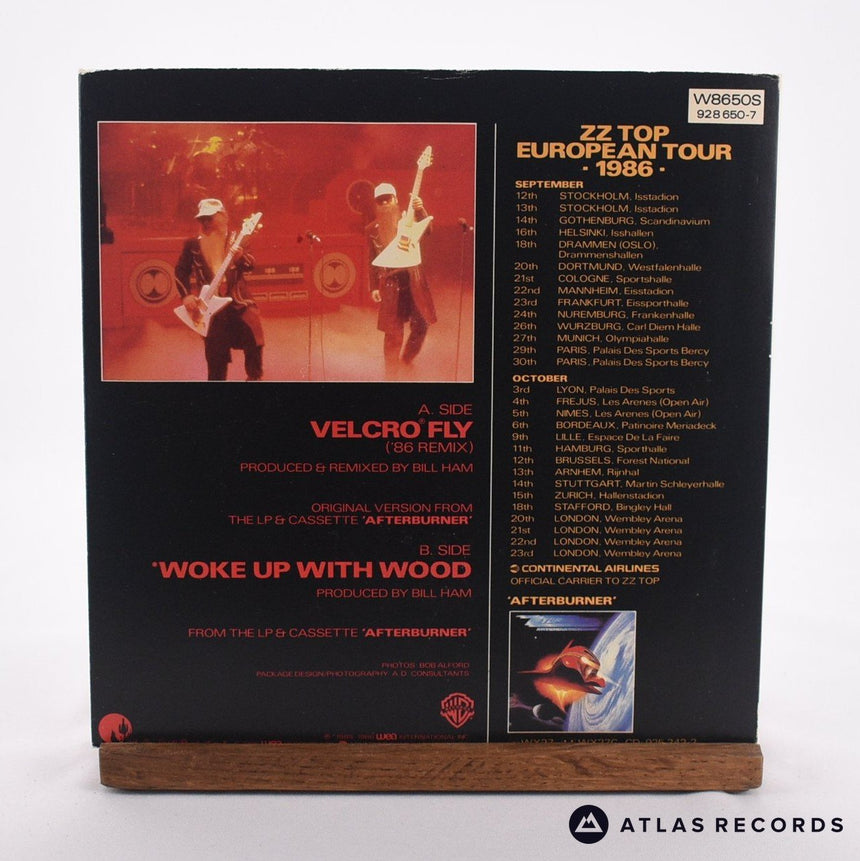 W8650S
928 650-7
ZZ TOP
EUROPEAN TOUR
· 1986 ·
SEPTEMBER
12th STOCKHOLM, Isstadion
13th STOCKHOLM, Isstadion
14th GOTHENBURG, Scandinavium
16th HELSINKI, Isshallen
18th DRAMMEN (OSLO),
Drammenshallen
20th DORTMUND, Westfalenhalle
21st COLOGNE, Sportshalle
22nd MANNHEIM, Eisstadion
23rd FRANKFURT, Eissporthalle
24th NUREMBURG, Frankenhalle
26th WURZBURG, Carl Diem Halle
27th MUNICH, Olympiahalle
29th PARIS, Palais Des Sports Bercy
30th PARIS, Palais Des Sports Bercy
OCTOBER
3rd LYON, Palais Des Sports
4th FREJUS, Les Arenes (Open Air)
5th NIMES, Les Arenes (Open Air)
6th BORDEAUX, Patinoire Meriadeck
9th LILLE, Espace De La Faire
11th HAMBURG, Sporthalle
12th BRUSSELS, Forest National
13th ARNHEM, Rijnhal
14th STUTTGART, Martin Schleyerhalle
15th ZURICH, Hallenstadion
18th STAFFORD, Bingley Hall
20th LONDON, Wembley Arena
21st LONDON, Wembley Arena
22nd LONDON, Wembley Arena
23rd LONDON, Wembley Arena
CONTINENTAL AIRLINES
OFFICIAL CARRIER TO ZZ TOP
'AFTERBURNER'
A. SIDE
VELCRO® FLY
('86 REMIX)
PRODUCED & REMIXED BY BILL HAM
ORIGINAL VERSION FROM
THE LP & CASSETTE 'AFTERBURNER'
B. SIDE
*WOKE UP WITH WOOD
PRODUCED BY BILL HAM
FROM THE LP & CASSETTE 'AFTERBURNER'
PHOTOS: BOB ALFORD
PACKAGE DESIGN/PHOTOGRAPHY A D CONSULTANTS
wea INTERNATIONAL INC
ATLAS RECORDS